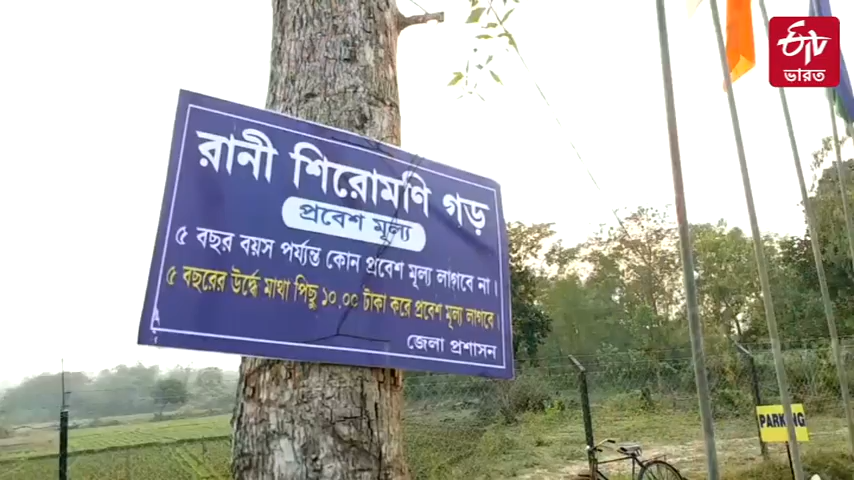 ETV
ভারত
রানী শিরোমণি গড়
প্রবেশ মূল্য
৫ বছর বয়স পর্য্যন্ত কোন প্রবেশ মূল্য লাগবে না।
৫ বছরের উর্দ্ধে মাথা পিছু ১০.০০ টাকা করে প্রবেশ মূল্য লাগবে।
জেলা প্রশাসন
PARKING